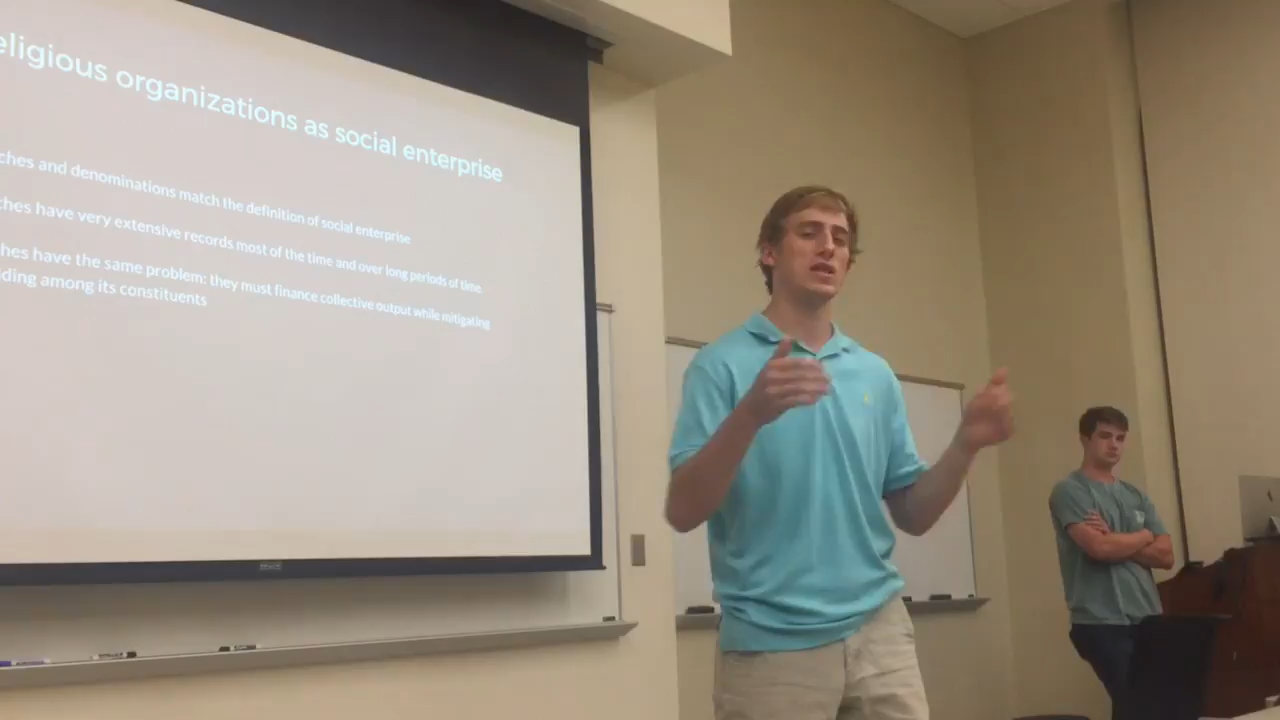 eligious organizations as social enterprise
ches and denominations match the definition of social enterprise
ches have very extensive records most of the time and over long periods of time
ches have the same problem: they must finance collective output while mitigating
iding among its constituents